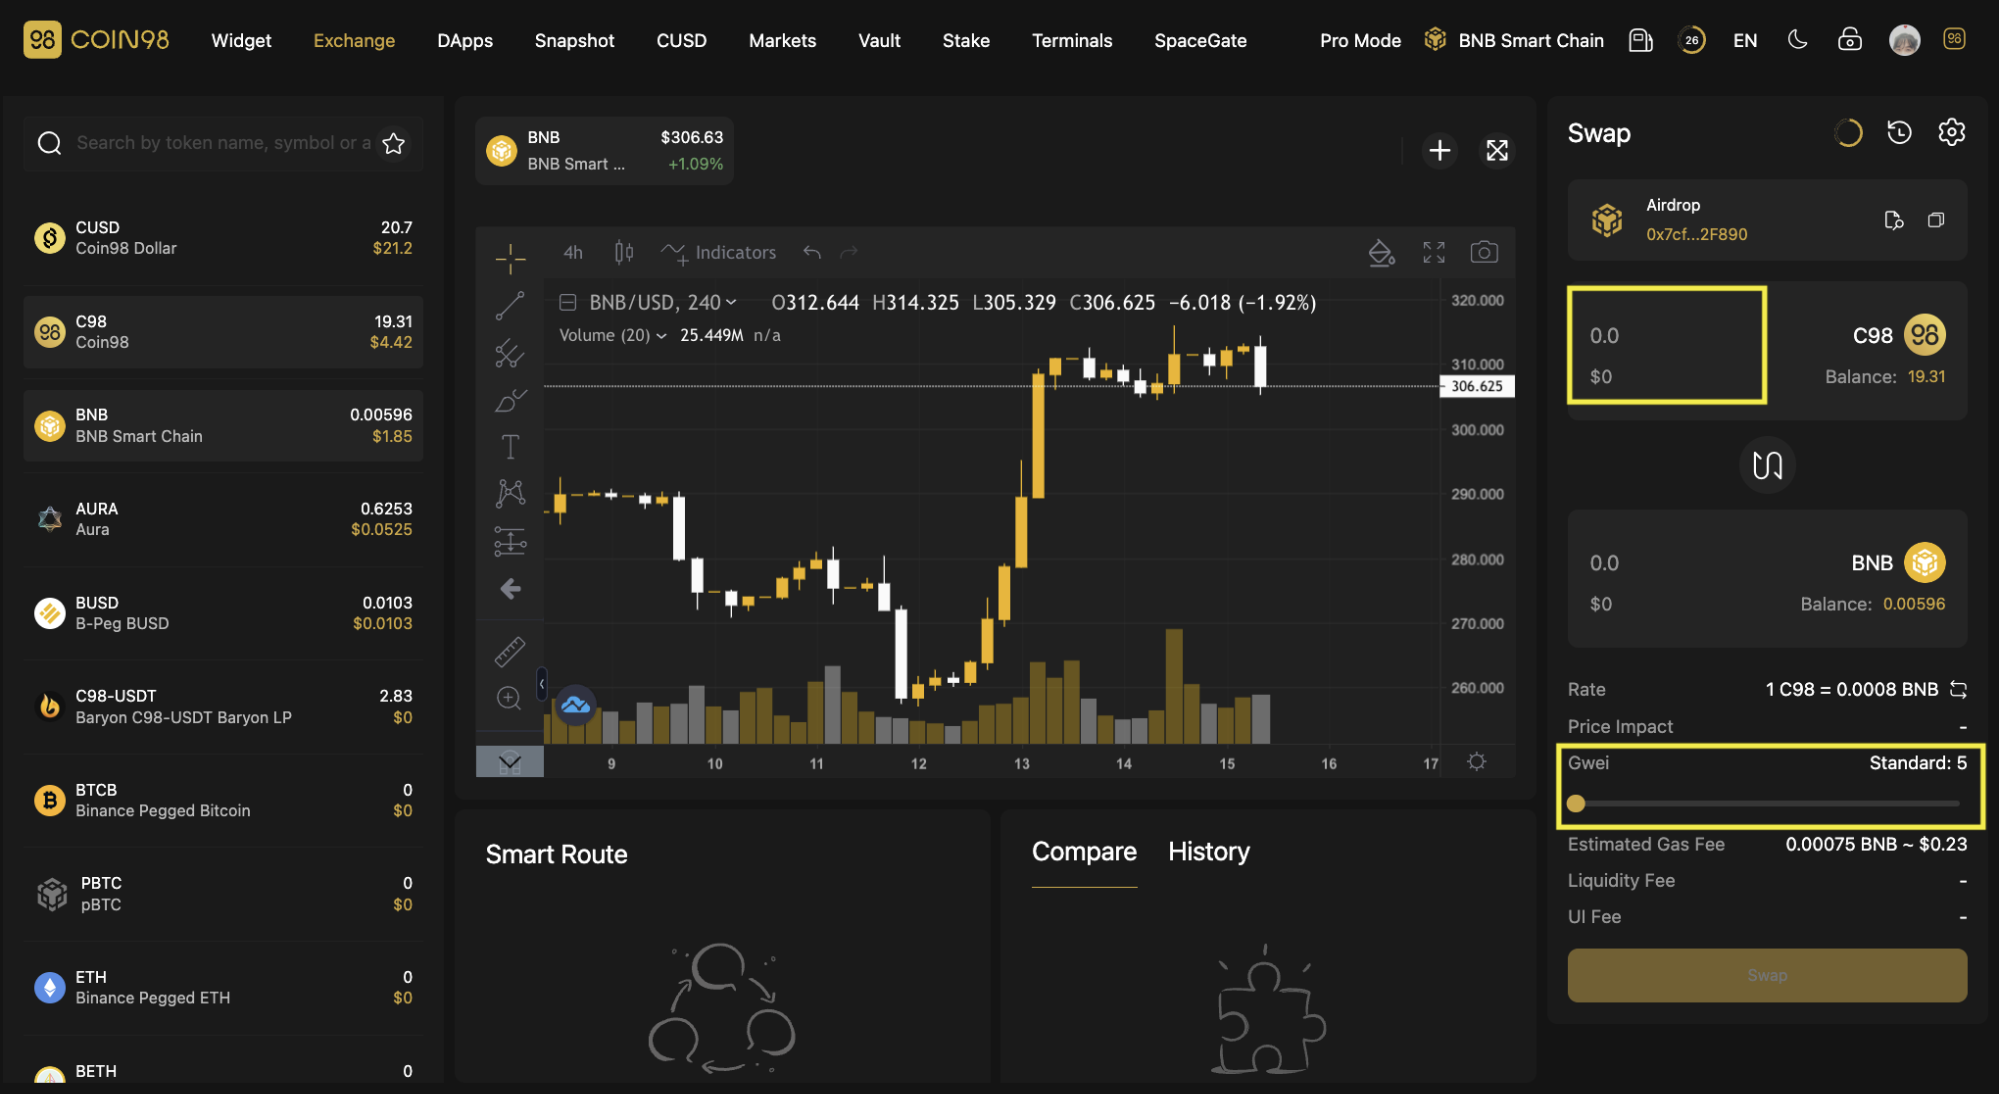 98 COIN98 Widget Exchange DApps Snapshot CUSD Markets Vault Stake Terminals SpaceGate Pro Mode BNB Smart Chain 26 EN 98
Search by token name, symbol or a
CUSD 20.7
Coin98 Dollar $21.2
98 C98 19.31
Coin98 $4.42
BNB 0.00596
BNB Smart Chain $1.85
AURA 0.6253
Aura $0.0525
BUSD 0.0103
B-Peg BUSD $0.0103
C98-USDT 2.83
Baryon C98-USDT Baryon LP $0
BTCB 0
Binance Pegged Bitcoin $0
PBTC 0
pBTC $0
ETH 0
Binance Pegged ETH $0
BETH 0
BNB $306.63
BNB Smart ... +1.09%
4h Indicators
BNB/USD, 240 O312.644 H314.325 L305.329 C306.625 −6.018 (−1.92%)
Volume (20) 25.449M n/a
320.000
310.000
306.625
300.000
290.000
280.000
270.000
260.000
9 10 11 12 13 14 15 16 17
Smart Route
Compare History
Swap
Airdrop
0x7cf...2F890
0.0 C98 98
$0 Balance: 19.31
0.0 BNB
$0 Balance: 0.00596
Rate 1 C98 = 0.0008 BNB
Price Impact -
Gwei Standard: 5
Estimated Gas Fee 0.00075 BNB ~ $0.23
Liquidity Fee -
UI Fee -
Swap